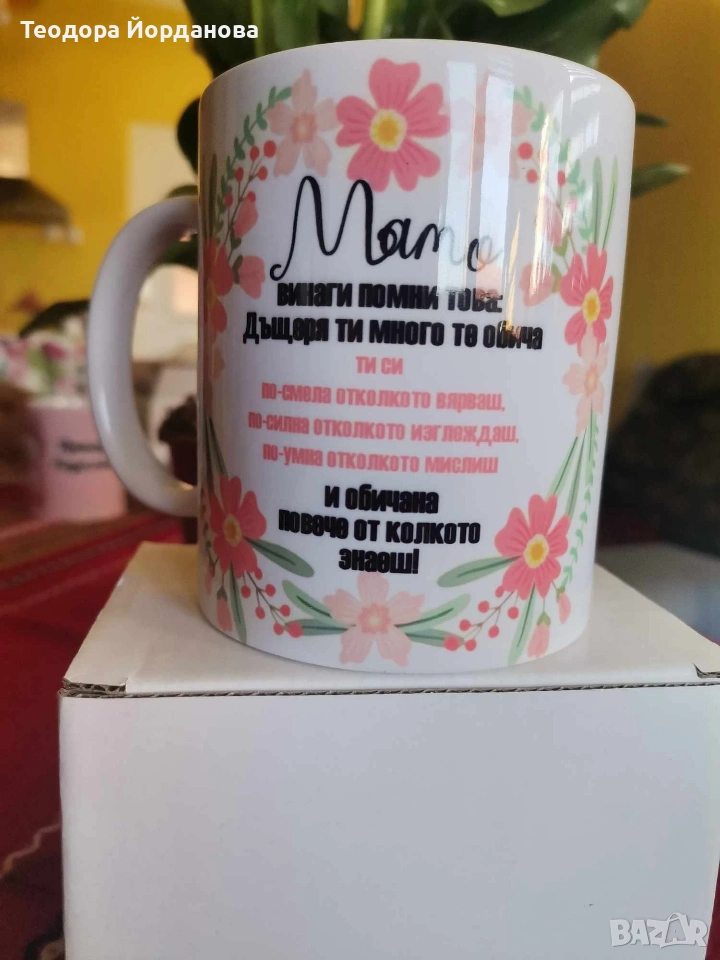 Теодора Йорданова
Мамо
винаги помни това:
Дъщеря ти много те обича
ти си
по-смела отколкото вярваш,
по-силна отколкото изглеждаш,
по-умна отколкото мислиш
и обичана
повече от колкото
знаеш!
BAZAR